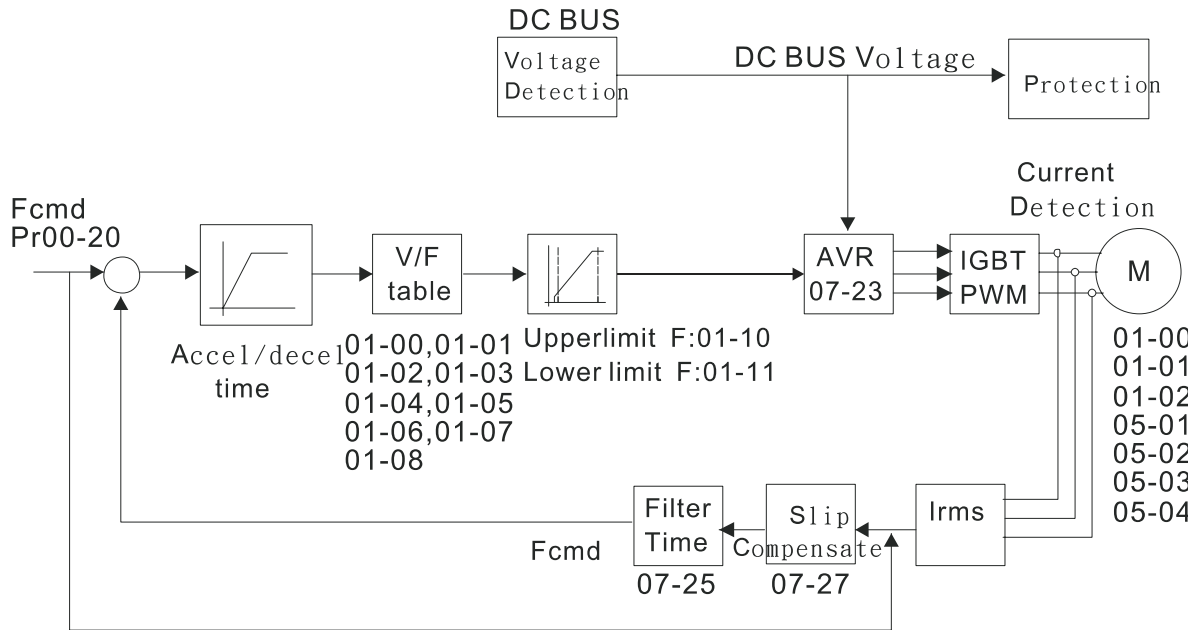 DC BUS
Voltage
Detection
DC BUS Voltage
Protection
Current
Detection
Fcmd
Pr00-20
V/F
table
AVR
07-23
IGBT
PWM
M
Accel/decel
time
01-00,01-01
01-02,01-03
01-04,01-05
01-06,01-07
01-08
Upperlimit F:01-10
Lower limit F:01-11
01-00
01-01
01-02
05-01
05-02
05-03
05-04
Filter
Time
07-25
Slip
Compensate
07-27
Irms
Fcmd